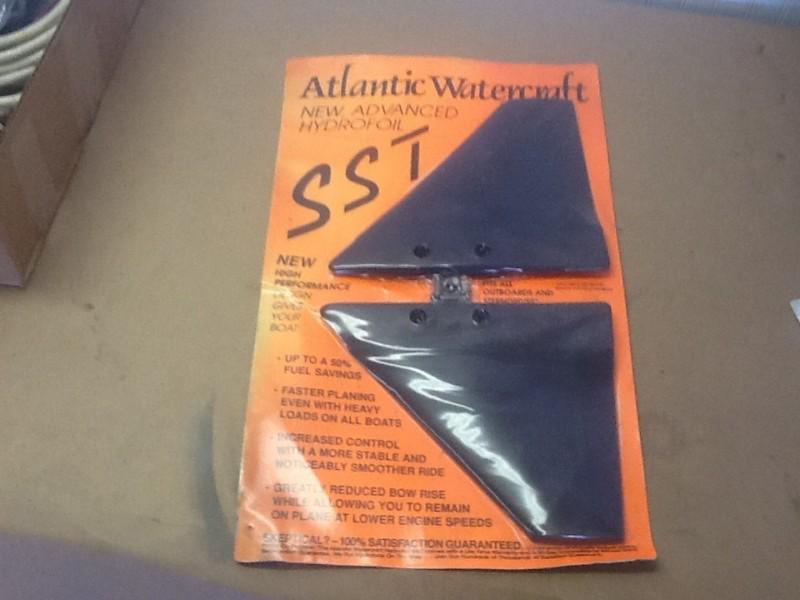 Atlantic Watercraft
NEW, ADVANCED
HYDROFOIL
SST
NEW
HIGH
PERFORMANCE
DESIGN
GIVES
YOUR
BOAT
FITS ALL
OUTBOARDS AND
• UP TO A 50%
FUEL SAVINGS
• FASTER PLANING
EVEN WITH HEAVY
LOADS ON ALL BOATS
• INCREASED CONTROL
WITH A MORE STABLE AND
NOTICEABLY SMOOTHER RIDE
• GREATLY REDUCED BOW RISE
WHILE ALLOWING YOU TO REMAIN
ON PLANE AT LOWER ENGINE SPEEDS
SKEPTICAL? – 100% SATISFACTION GUARANTEED